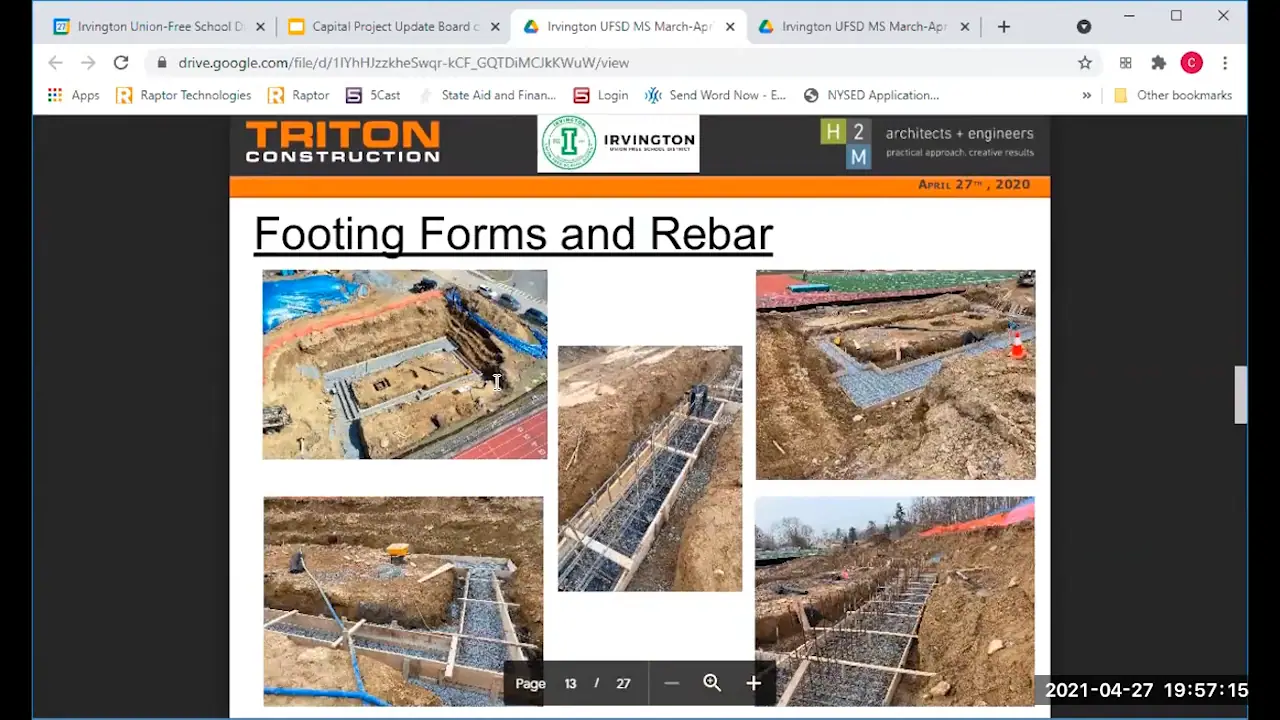 27 Irvington Union-Free School D
Capital Project Update Board c
Irvington UFSD MS March-Apr
Irvington UFSD MS March-Apr
drive.google.com/file/d/1IYhHJzzkheSwqr-kCF_GQTDiMCJkKWuW/view
C
Apps
Raptor Technologies
Raptor
5Cast
State Aid and Finan...
Login
Send Word Now - E...
NYSED Application...
»
Other bookmarks
TRITON
CONSTRUCTION
IRVINGTON
UNION FREE SCHOOL DISTRICT
H2M
architects + engineers
practical approach. creative results
APRIL 27TH, 2020
Footing Forms and Rebar
Page 13 / 27
2021-04-27 19:57:15